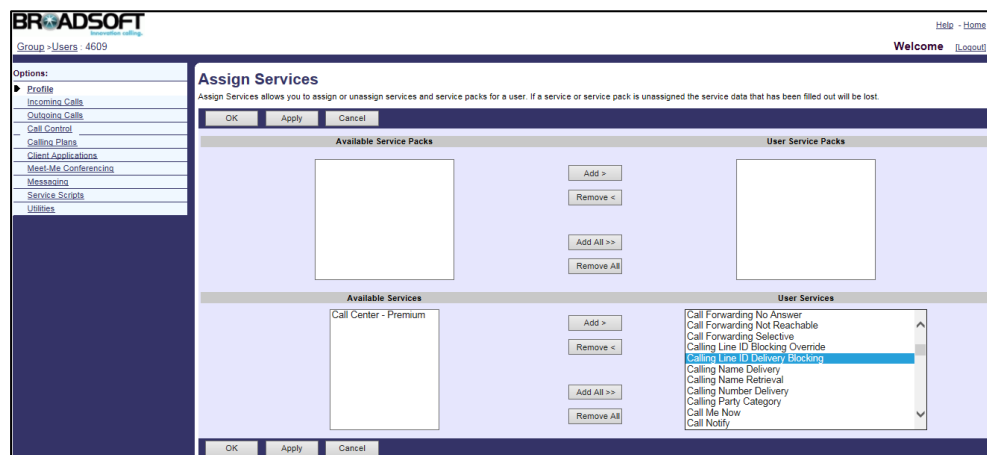 BROADSOFT
innovation calling.
Help - Home
Group >Users : 4609
Welcome [Logout]
Options:
Profile
Incoming Calls
Outgoing Calls
Call Control
Calling Plans
Client Applications
Meet-Me Conferencing
Messaging
Service Scripts
Utilities
Assign Services
Assign Services allows you to assign or unassign services and service packs for a user. If a service or service pack is unassigned the service data that has been filled out will be lost.
OK Apply Cancel
Available Service Packs User Service Packs
Add >
Remove <
Add All >>
Remove All
Available Services User Services
Call Center - Premium
Add >
Remove <
Add All >>
Remove All
Call Forwarding No Answer
Call Forwarding Not Reachable
Call Forwarding Selective
Calling Line ID Blocking Override
Calling Line ID Delivery Blocking
Calling Name Delivery
Calling Name Retrieval
Calling Number Delivery
Calling Party Category
Call Me Now
Call Notify
OK Apply Cancel